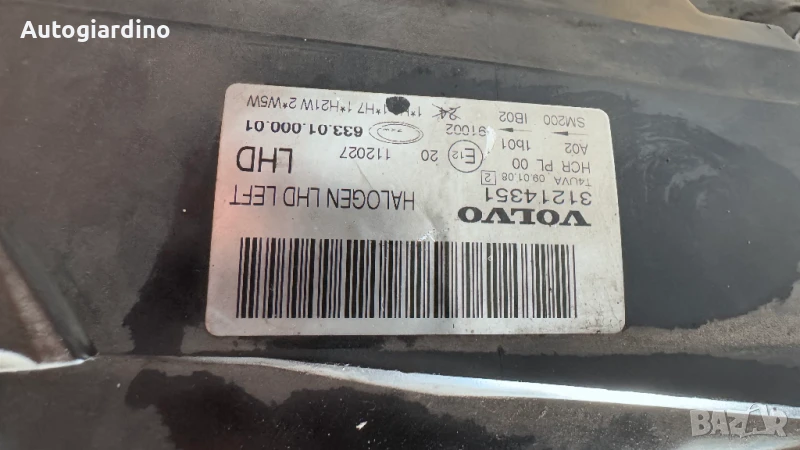 Autogiardino
VOLVO
31214351
HALOGEN LHD LEFT
T4UVA 09.01.08 2
HCR PL 00
LHD
E12 20 112027
A02 1b01
SM200 IB02
91002
633.01.000.01
24
1*H7 1*H21W 2*W5W
BAZAR